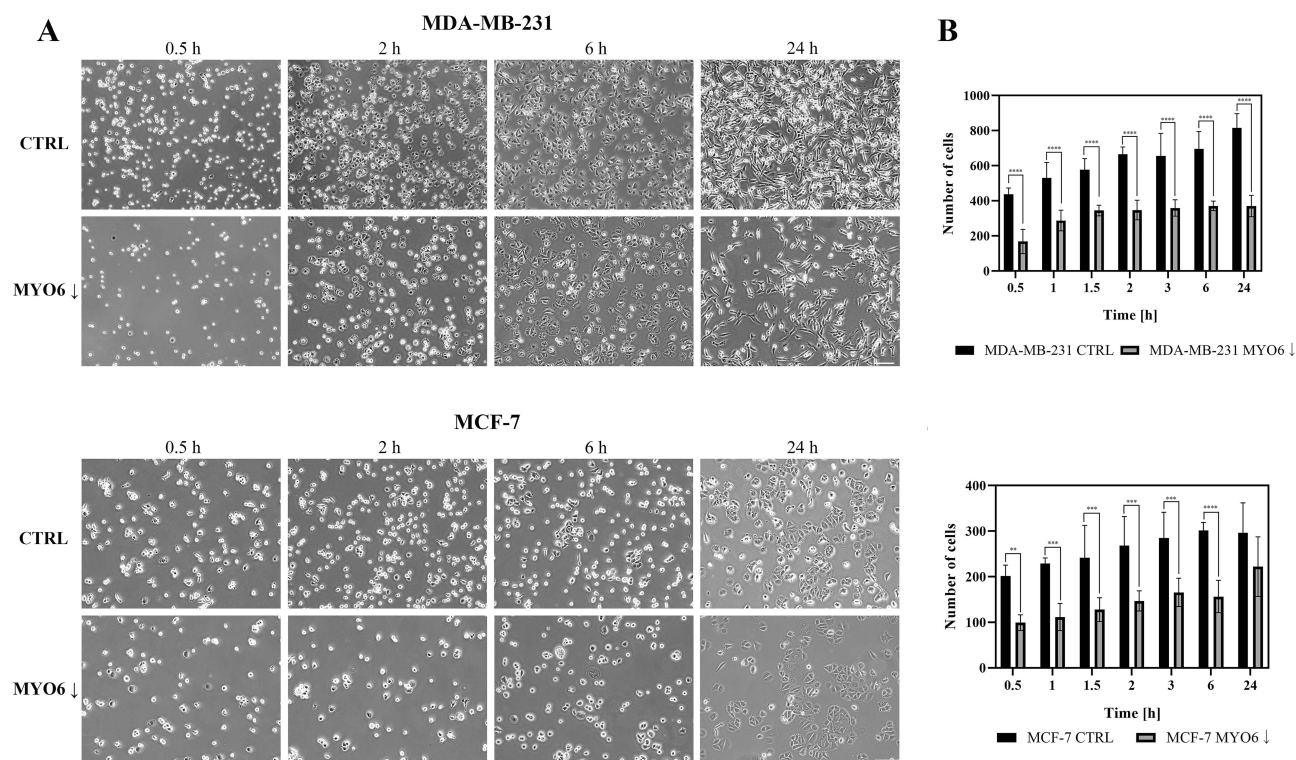 A
MDA-MB-231
0.5 h 2 h 6 h 24 h
CTRL
MYO6 ↓
MCF-7
0.5 h 2 h 6 h 24 h
CTRL
MYO6 ↓
B
Number of cells
1000
800
600
400
200
0
**** **** **** **** **** **** ****
0.5 1 1.5 2 3 6 24
Time [h]
MDA-MB-231 CTRL MDA-MB-231 MYO6 ↓
Number of cells
400
300
200
100
0
** *** *** *** *** ****
0.5 1 1.5 2 3 6 24
Time [h]
MCF-7 CTRL MCF-7 MYO6 ↓